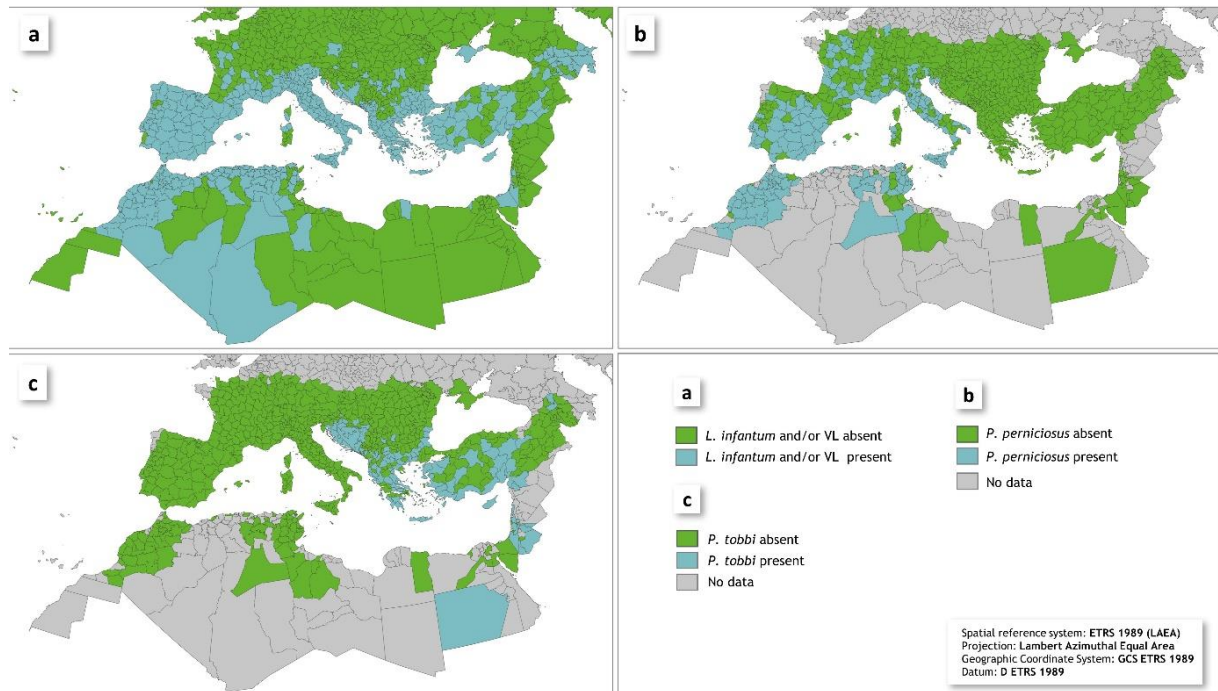 a
b
c
a
L. infantum and/or VL absent
L. infantum and/or VL present
b
P. perniciosus absent
P. perniciosus present
No data
c
P. tobbi absent
P. tobbi present
No data
Spatial reference system: ETRS 1989 (LAEA)
Projection: Lambert Azimuthal Equal Area
Geographic Coordinate System: GCS ETRS 1989
Datum: D ETRS 1989